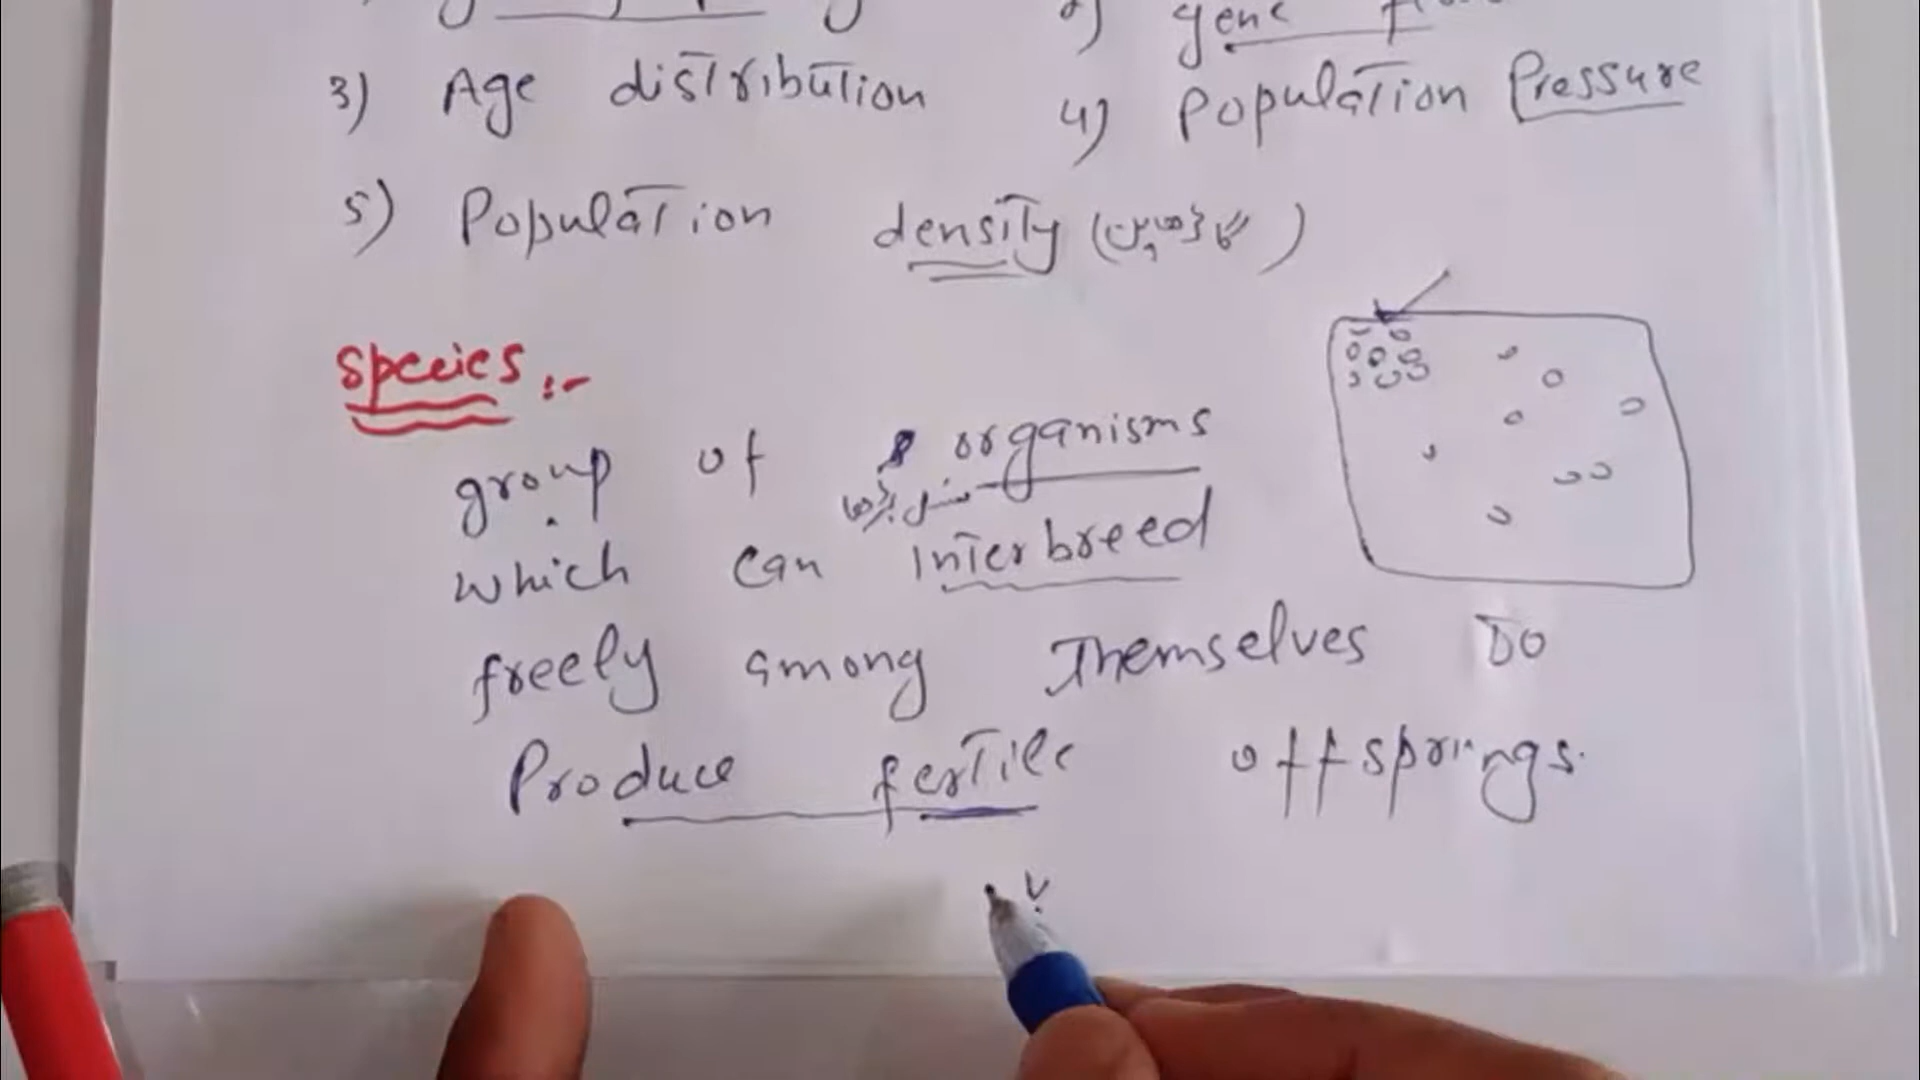 gene
3) Age distribution 4) Population Pressure
5) Population density ( )
Species :-
group of organisms
which can interbreed
freely among Themselves To
Produce fertile offsprings.